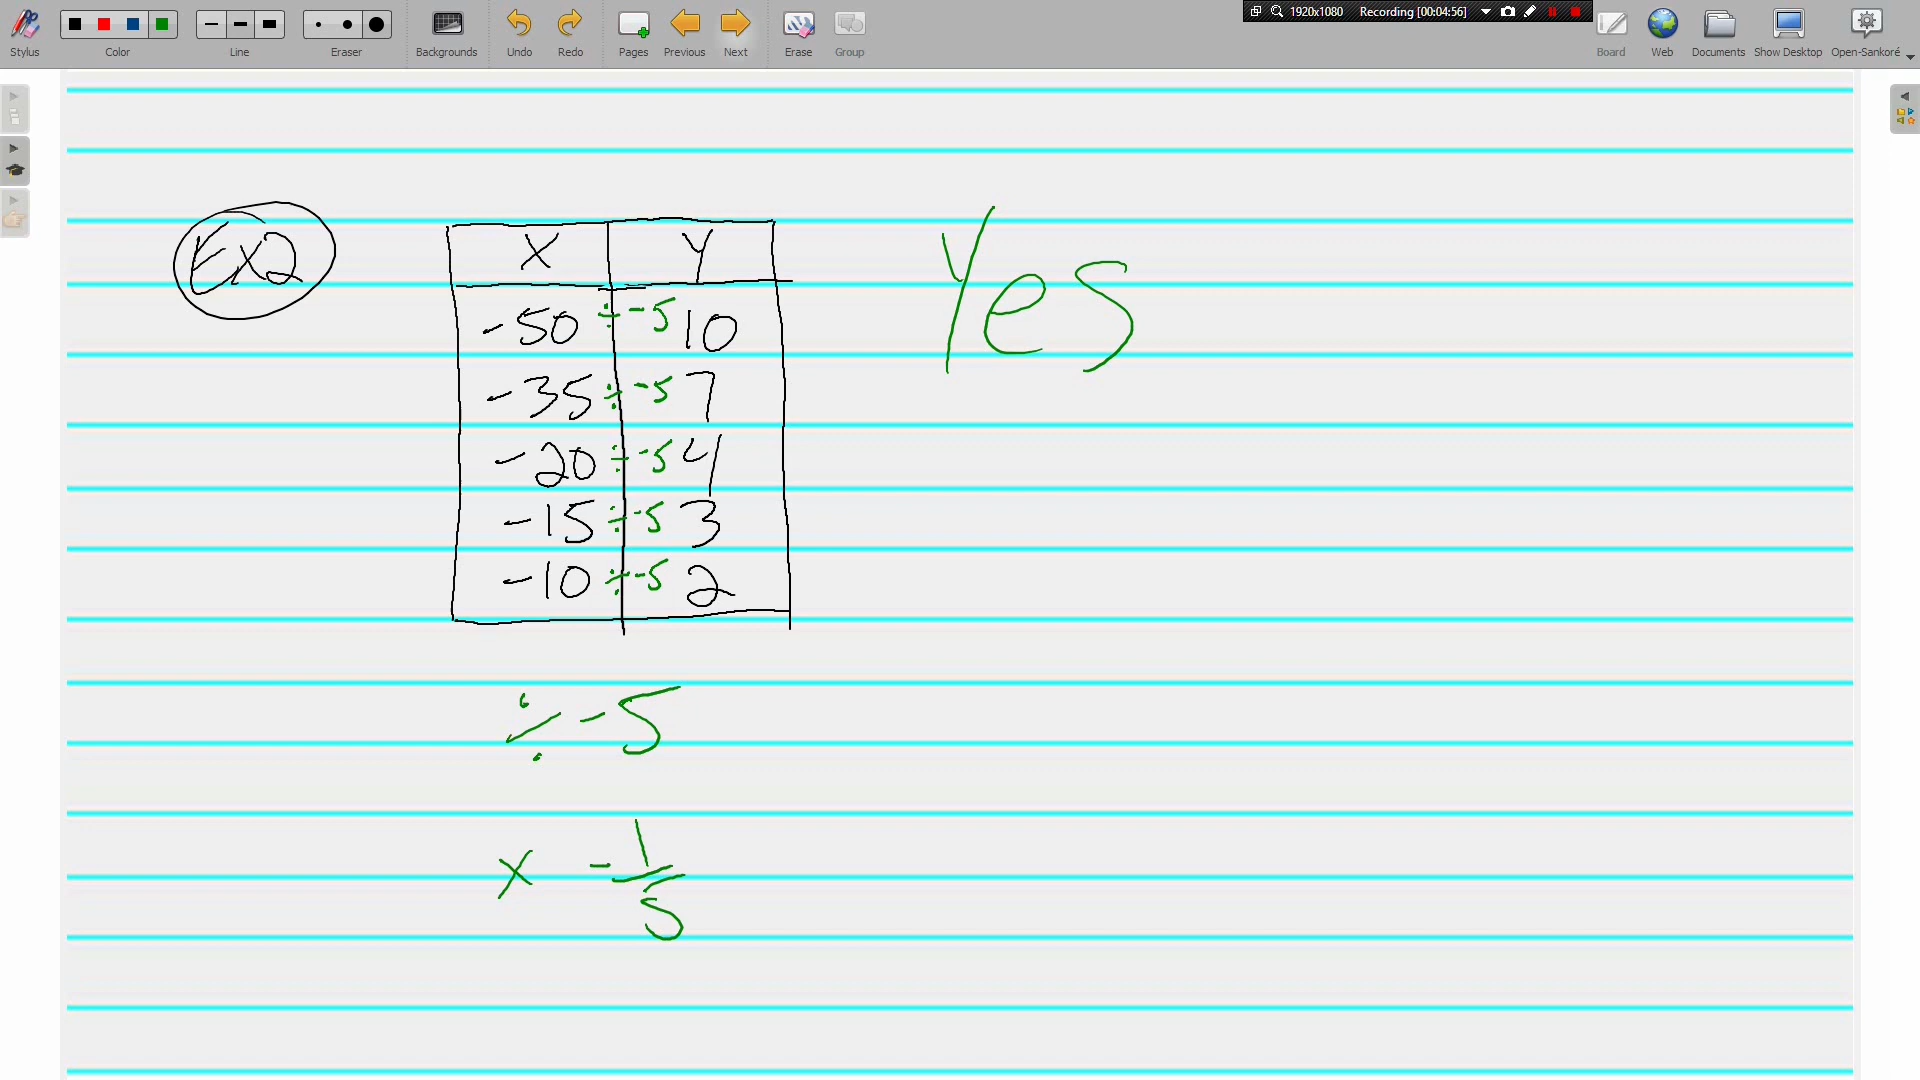 1920x1080 Recording [00:04:56]
Stylus Color Line Eraser Backgrounds Undo Redo Pages Previous Next Erase Group Board Web Documents Show Desktop Open-Sankoré
Ex2
X Y
-50 ÷ -5 10
-35 ÷ -5 7
-20 ÷ -5 4
-15 ÷ -5 3
-10 ÷ -5 2
Yes
÷ -5
x -1/5